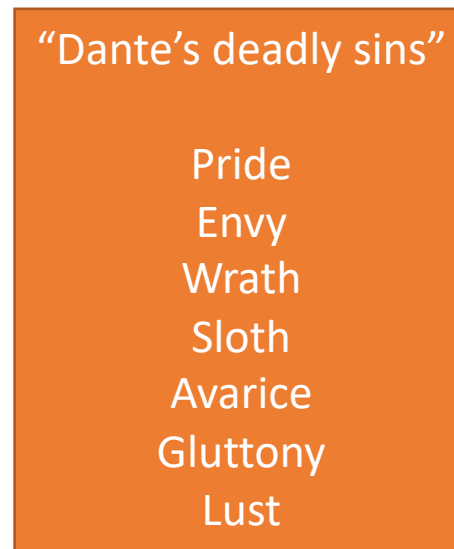 “Dante’s deadly sins”
Pride
Envy
Wrath
Sloth
Avarice
Gluttony
Lust